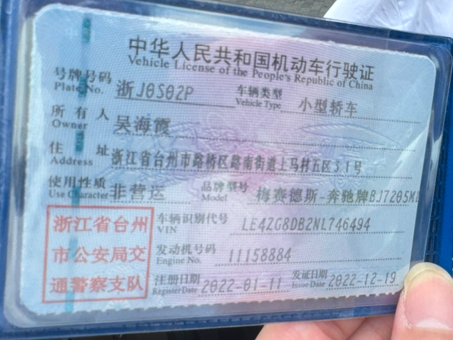 中华人民共和国机动车行驶证
Vehicle License of the People's Republic of China
号牌号码 浙J0S02P 车辆类型 小型轿车
Plate No. Vehicle Type
所有人 吴海霞
Owner
住址 浙江省台州市路桥区路南街道上马村五区31号
Address
使用性质 非营运 品牌型号 梅赛德斯-奔驰牌BJ7205ML
Use Character Model
浙江省台州市公安局交通警察支队
车辆识别代号 LE4ZG8DB2NL746494
VIN
发动机号码 11158884
Engine No.
注册日期 2022-01-11 发证日期 2022-12-19
Register Date Issue Date